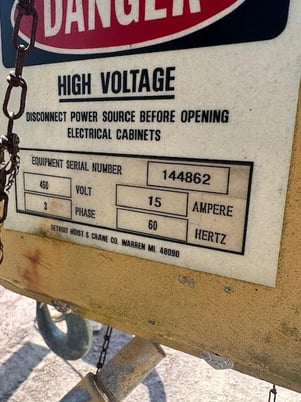 DANGER
HIGH VOLTAGE
DISCONNECT POWER SOURCE BEFORE OPENING
ELECTRICAL CABINETS
EQUIPMENT SERIAL NUMBER 144862
460 VOLT 15 AMPERE
3 PHASE 60 HERTZ
DETROIT HOIST & CRANE CO. WARREN MI. 48090